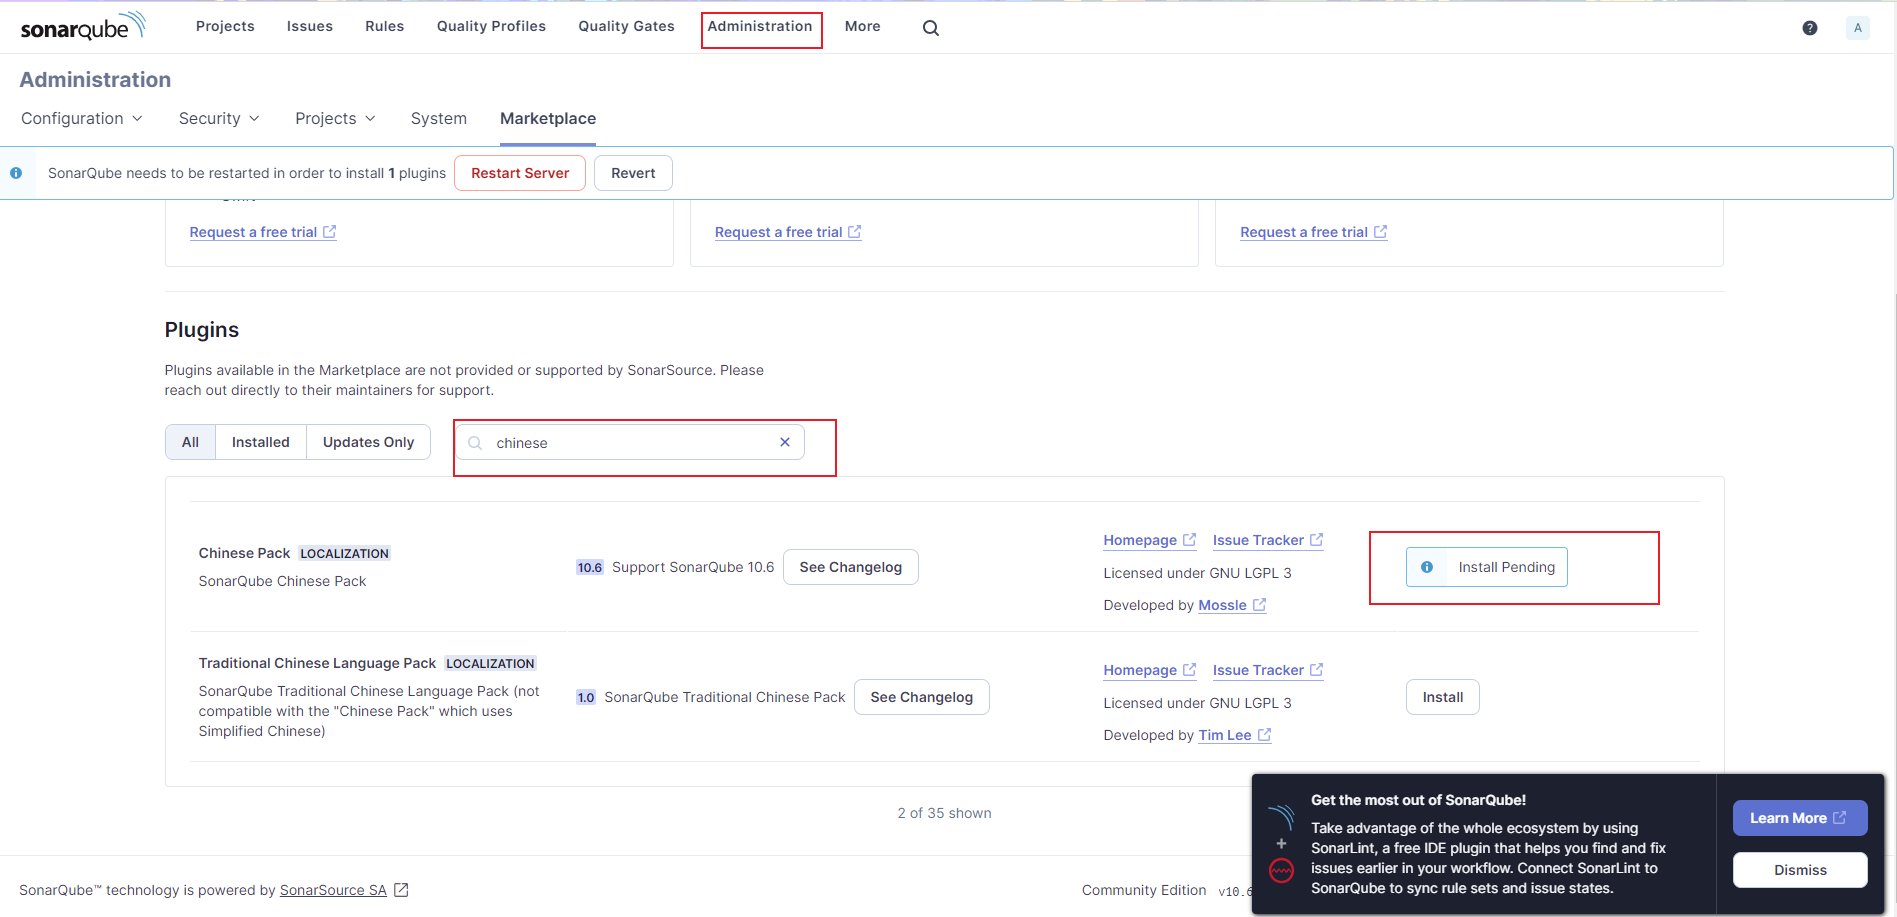 sonarqube Projects Issues Rules Quality Profiles Quality Gates Administration More ? A
Administration
Configuration Security Projects System Marketplace
SonarQube needs to be restarted in order to install 1 plugins Restart Server Revert
Request a free trial Request a free trial Request a free trial
Plugins
Plugins available in the Marketplace are not provided or supported by SonarSource. Please
reach out directly to their maintainers for support.
All Installed Updates Only chinese
Chinese Pack LOCALIZATION
SonarQube Chinese Pack
10.6 Support SonarQube 10.6 See Changelog
Homepage Issue Tracker
Licensed under GNU LGPL 3
Developed by Mossle
Install Pending
Traditional Chinese Language Pack LOCALIZATION
SonarQube Traditional Chinese Language Pack (not
compatible with the "Chinese Pack" which uses
Simplified Chinese)
1.0 SonarQube Traditional Chinese Pack See Changelog
Homepage Issue Tracker
Licensed under GNU LGPL 3
Developed by Tim Lee
Install
2 of 35 shown
Get the most out of SonarQube!
Take advantage of the whole ecosystem by using
SonarLint, a free IDE plugin that helps you find and fix
issues earlier in your workflow. Connect SonarLint to
SonarQube to sync rule sets and issue states.
Learn More
Dismiss
SonarQube™ technology is powered by SonarSource SA
Community Edition v10.6